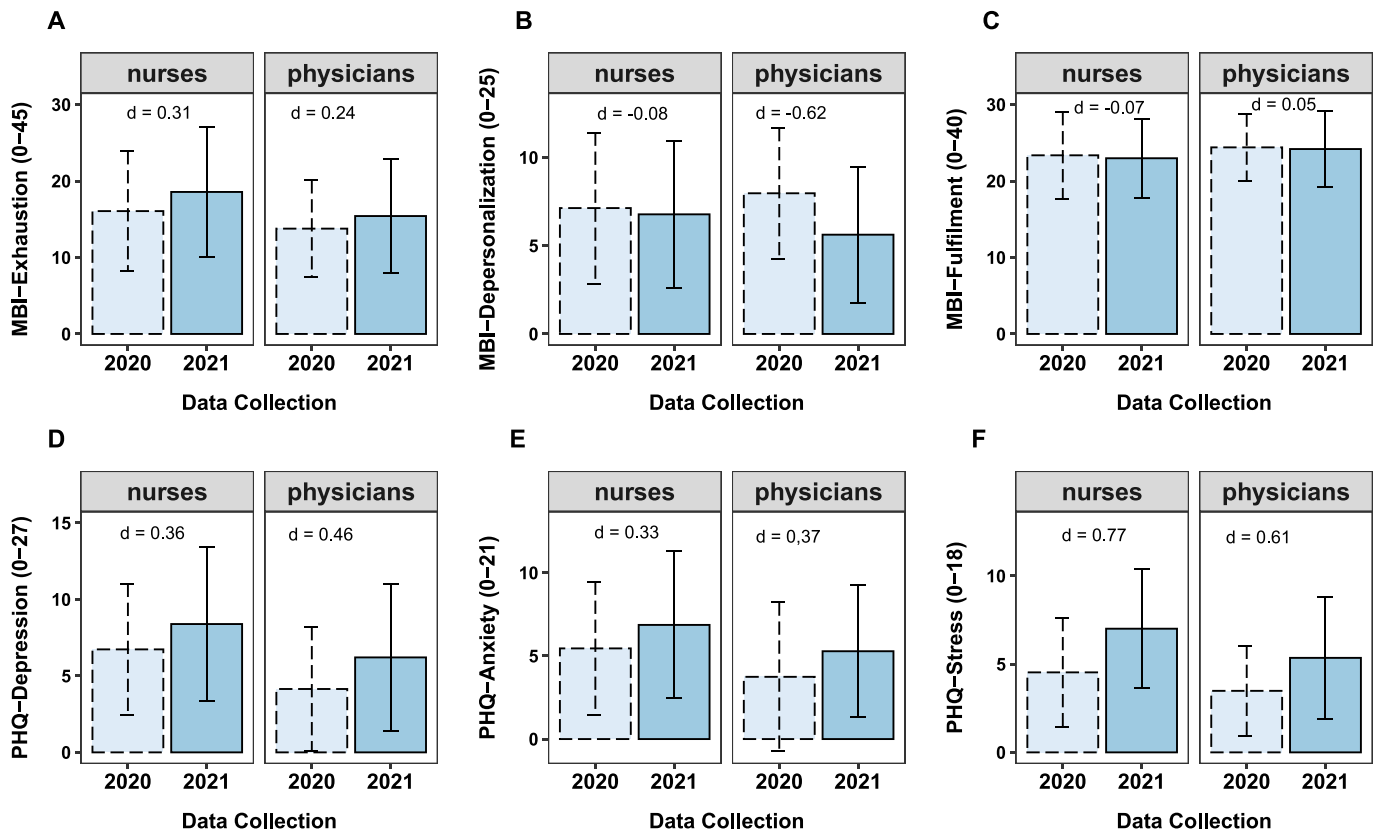 A
nurses physicians
MBI−Exhaustion (0−45)
30
20
10
0
d = 0.31
d = 0.24
2020 2021 2020 2021
Data Collection
B
nurses physicians
MBI−Depersonalization (0−25)
10
5
0
d = -0.08
d = -0.62
2020 2021 2020 2021
Data Collection
C
nurses physicians
MBI−Fulfilment (0−40)
30
20
10
0
d = -0.07
d = 0.05
2020 2021 2020 2021
Data Collection
D
nurses physicians
PHQ−Depression (0−27)
15
10
5
0
d = 0.36
d = 0.46
2020 2021 2020 2021
Data Collection
E
nurses physicians
PHQ−Anxiety (0−21)
10
5
0
d = 0.33
d = 0,37
2020 2021 2020 2021
Data Collection
F
nurses physicians
PHQ−Stress (0−18)
10
5
0
d = 0.77
d = 0.61
2020 2021 2020 2021
Data Collection